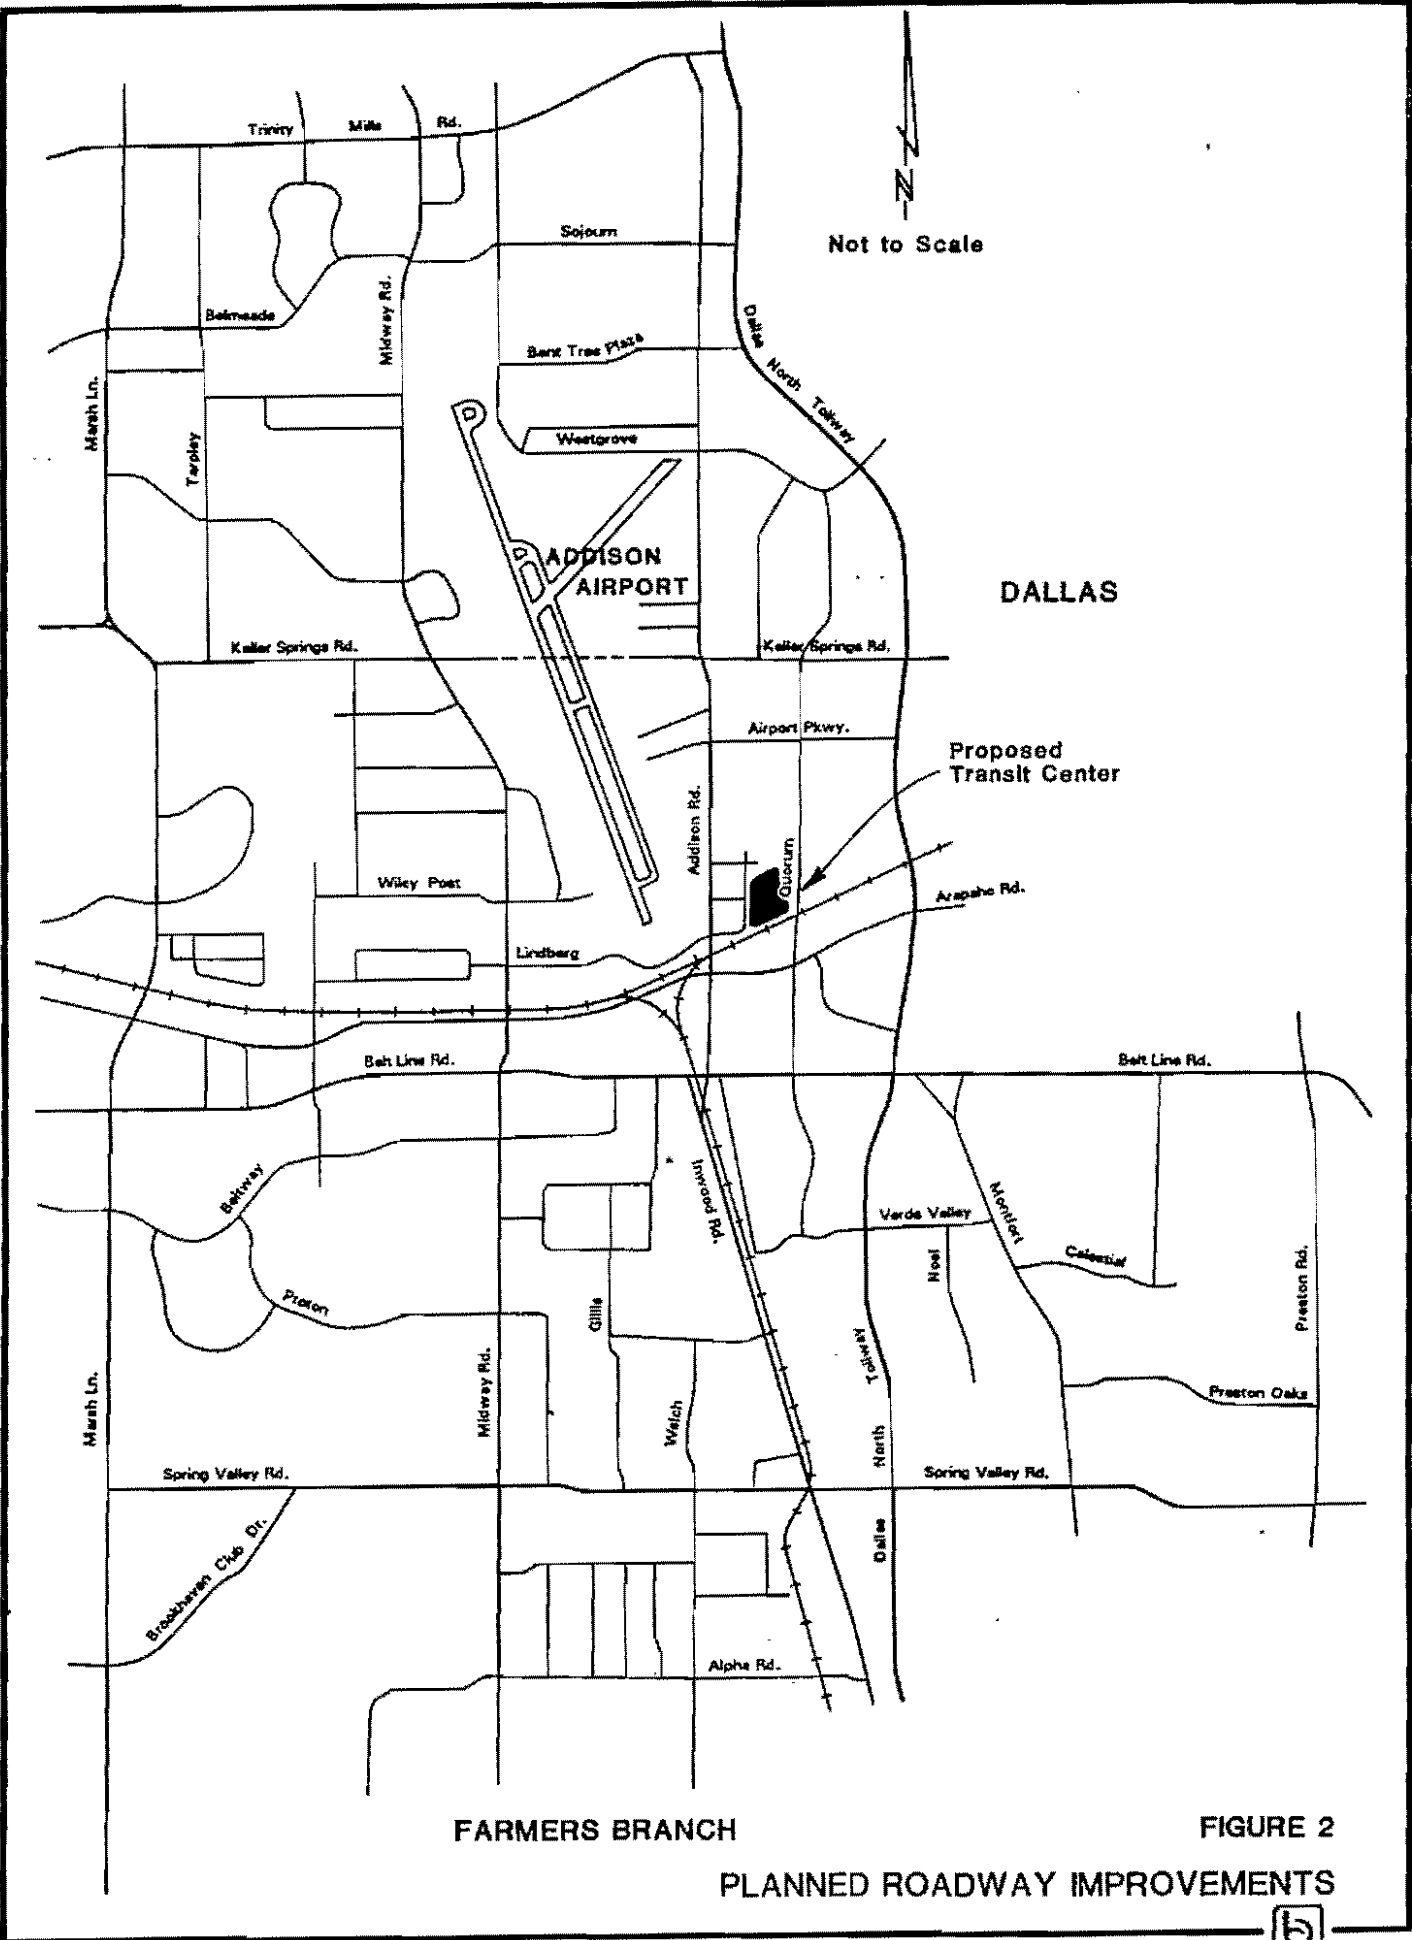 Trinity Mills Rd.
N
Not to Scale
Sojourn
Midway Rd.
Belmeade
Bent Tree Plaza
Dallas North Tollway
Marsh Ln.
Tarpley
Westgrove
ADDISON
AIRPORT
DALLAS
Keller Springs Rd.
Keller Springs Rd.
Airport Pkwy.
Proposed
Transit Center
Addison Rd.
Quorum
Wiley Post
Arapaho Rd.
Lindberg
Belt Line Rd.
Belt Line Rd.
Beltway
Inwood Rd.
Verde Valley
Montfort
Noel
Celestial
Preston Rd.
Proton
Gillis
Marsh Ln.
Midway Rd.
Welch
Dallas North Tollway
Preston Oaks
Spring Valley Rd.
Spring Valley Rd.
Brookhaven Club Dr.
Alpha Rd.
FARMERS BRANCH
FIGURE 2
PLANNED ROADWAY IMPROVEMENTS